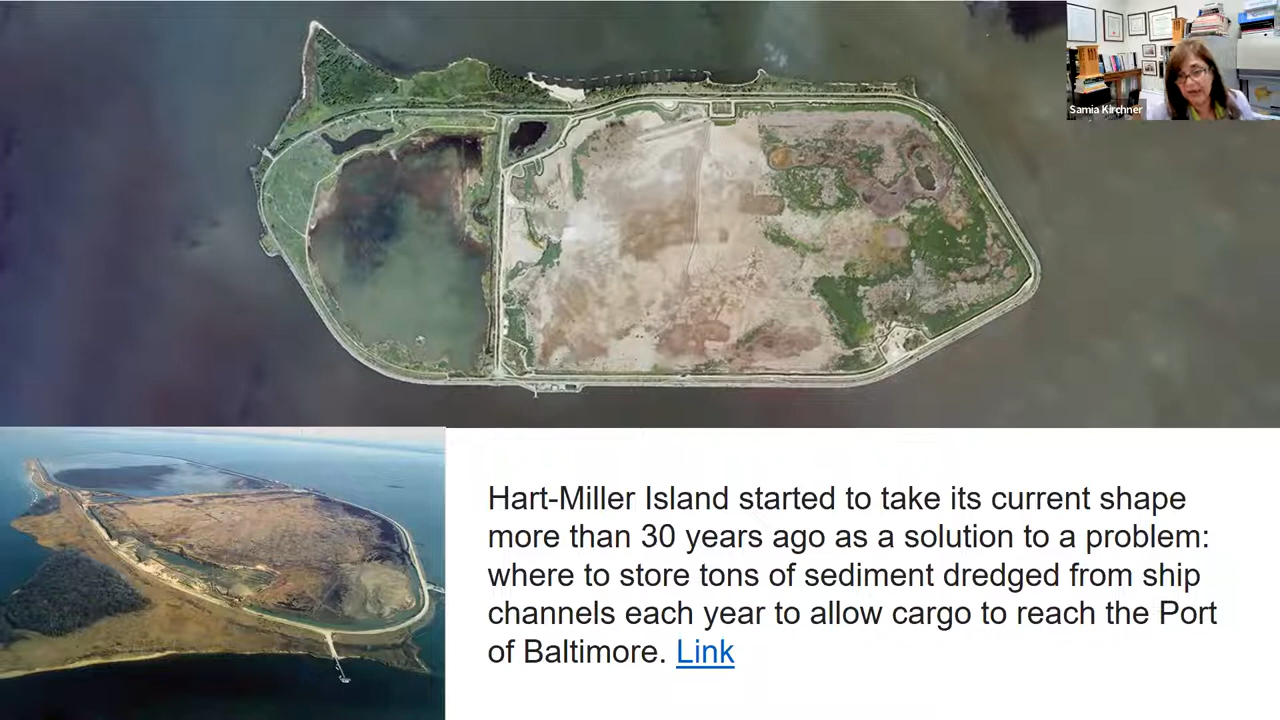 Samia Kirchner
Hart-Miller Island started to take its current shape
more than 30 years ago as a solution to a problem:
where to store tons of sediment dredged from ship
channels each year to allow cargo to reach the Port
of Baltimore. Link